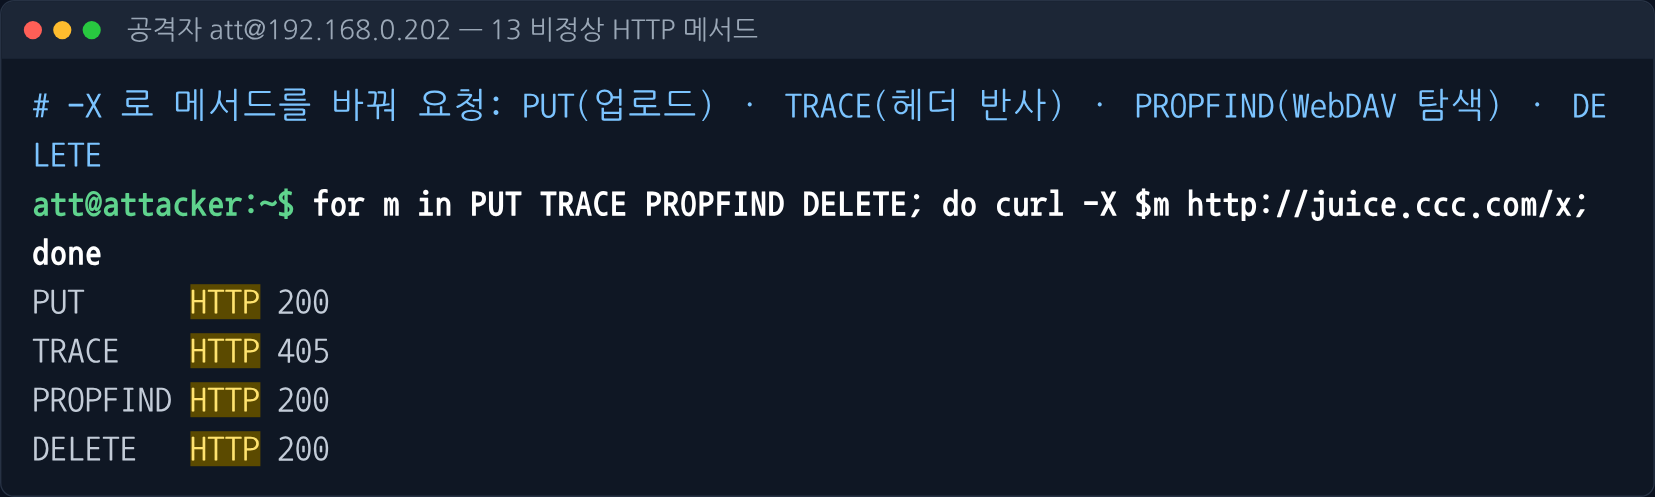 공격자 att@192.168.0.202 — 13 비정상 HTTP 메서드
# -X 로 메서드를 바꿔 요청: PUT(업로드) · TRACE(헤더 반사) · PROPFIND(WebDAV 탐색) · DE
LETE
att@attacker:~$ for m in PUT TRACE PROPFIND DELETE; do curl -X $m http://juice.ccc.com/x;
done
PUT HTTP 200
TRACE HTTP 405
PROPFIND HTTP 200
DELETE HTTP 200